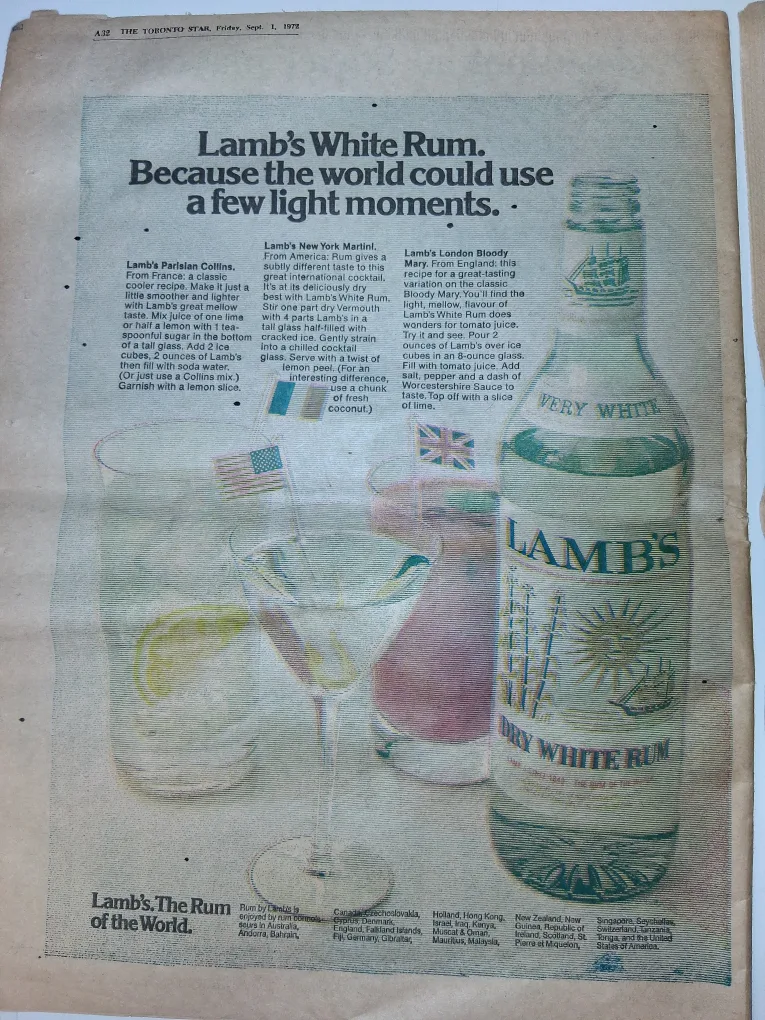 A32 THE TORONTO STAR, Friday, Sept. 1, 1972
Lamb's White Rum.
Because the world could use
a few light moments.
Lamb's Parisian Collins.
From France: a classic
cooler recipe. Make it just a
little smoother and lighter
with Lamb's great mellow
taste. Mix juice of one lime
or half a lemon with 1 tea-
spoonful sugar in the bottom
of a tall glass. Add 2 ice
cubes, 2 ounces of Lamb's
then fill with soda water.
(Or just use a Collins mix.)
Garnish with a lemon slice.
Lamb's New York Martini.
From America: Rum gives a
subtly different taste to this
great international cocktail.
It's at its deliciously dry
best with Lamb's White Rum.
Stir one part dry Vermouth
with 4 parts Lamb's in a
tall glass half-filled with
cracked ice. Gently strain
into a chilled cocktail
glass. Serve with a twist of
lemon peel. (For an
interesting difference,
use a chunk
of fresh
coconut.)
Lamb's London Bloody
Mary. From England: this
recipe for a great-tasting
variation on the classic
Bloody Mary. You'll find the
light, mellow, flavour of
Lamb's White Rum does
wonders for tomato juice.
Try it and see. Pour 2
ounces of Lamb's over ice
cubes in an 8-ounce glass.
Fill with tomato juice. Add
salt, pepper and a dash of
Worcestershire Sauce to
taste. Top off with a slice
of lime.
VERY WHITE
LAMB'S
DRY WHITE RUM
Lamb's. The Rum
of the World.
Rum by Lamb's is
enjoyed by rum connois-
seurs in Australia,
Andorra, Bahrain,
Canada, Czechoslovakia,
Cyprus, Denmark,
England, Falkland Islands,
Fiji, Germany, Gibraltar,
Holland, Hong Kong,
Israel, Iraq, Kenya,
Muscat & Oman,
Mauritius, Malaysia,
New Zealand, New
Guinea, Republic of
Ireland, Scotland, St.
Pierre et Miquelon,
Singapore, Seychelles,
Switzerland, Tanzania,
Tonga, and the United
States of America.